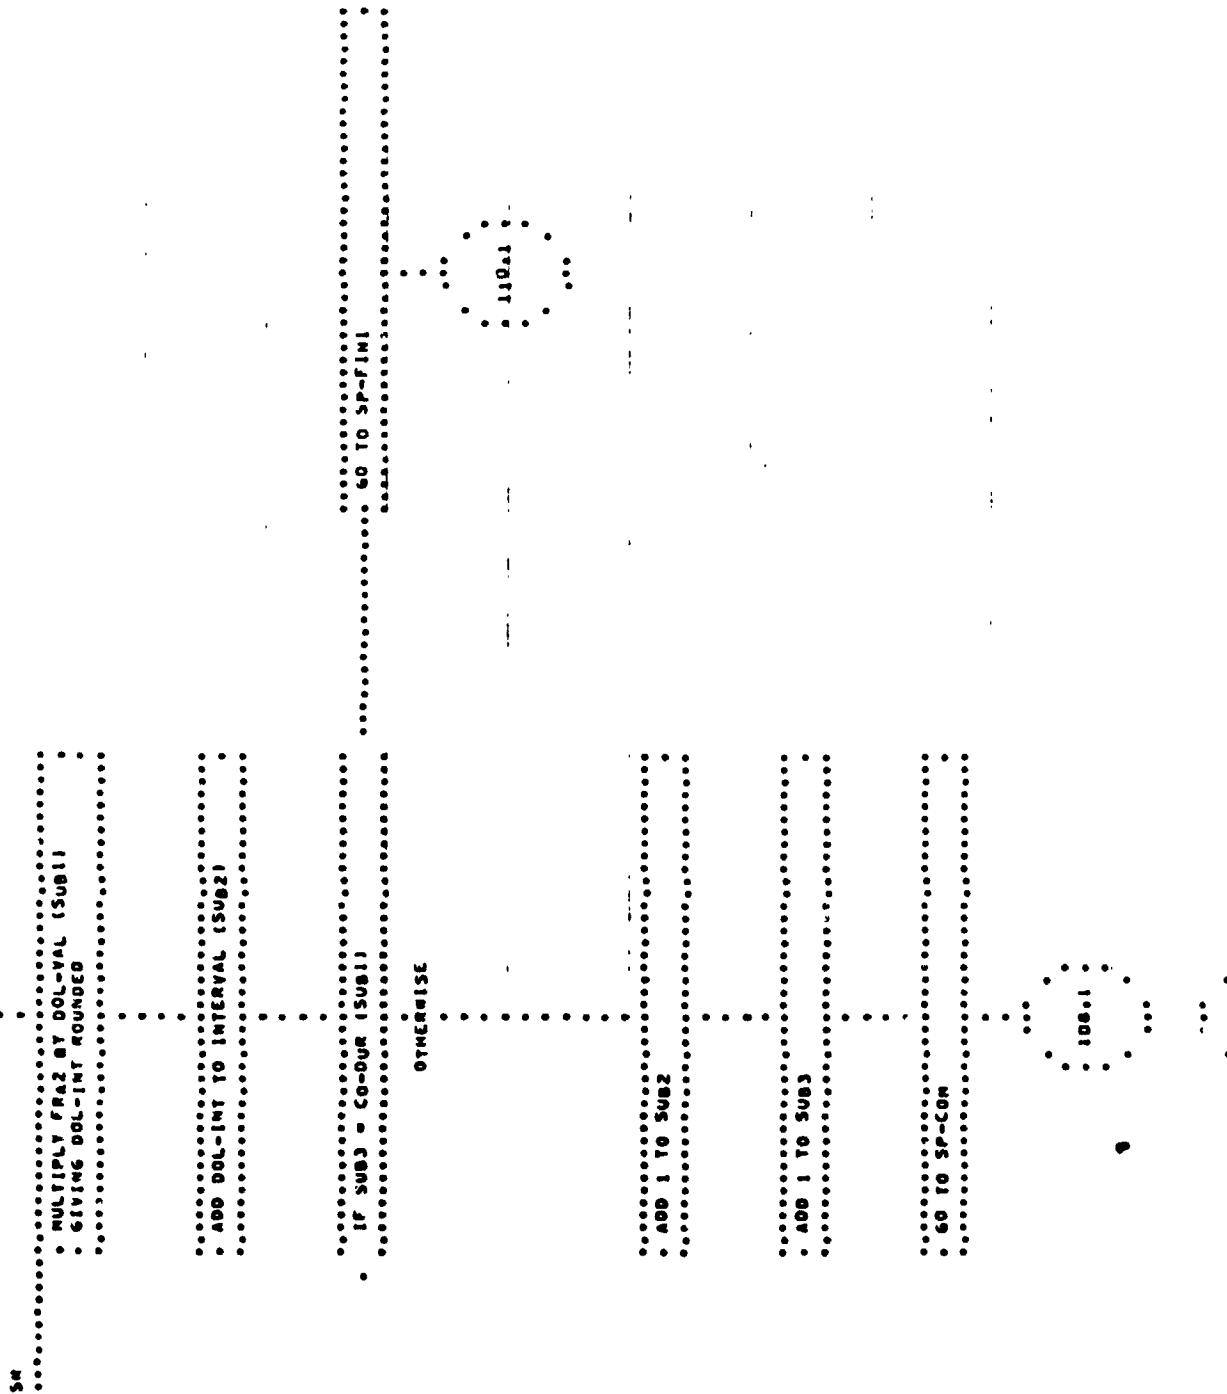 MULTIPLY FRA2 BY DOL-VAL (SUB1)
GIVING DOL-INT ROUNDED
ADD DOL-INT TO INTERVAL (SUB2)
IF SUB3 = CO-DUR (SUB1)
GO TO SP-FIN1
110.1
OTHERWISE
ADD 1 TO SUB2
ADD 1 TO SUB3
GO TO SP-COM
108.1